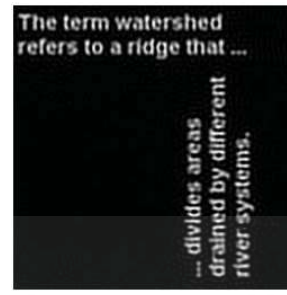 The term watershed
refers to a ridge that ...
... divides areas
drained by different
river systems.